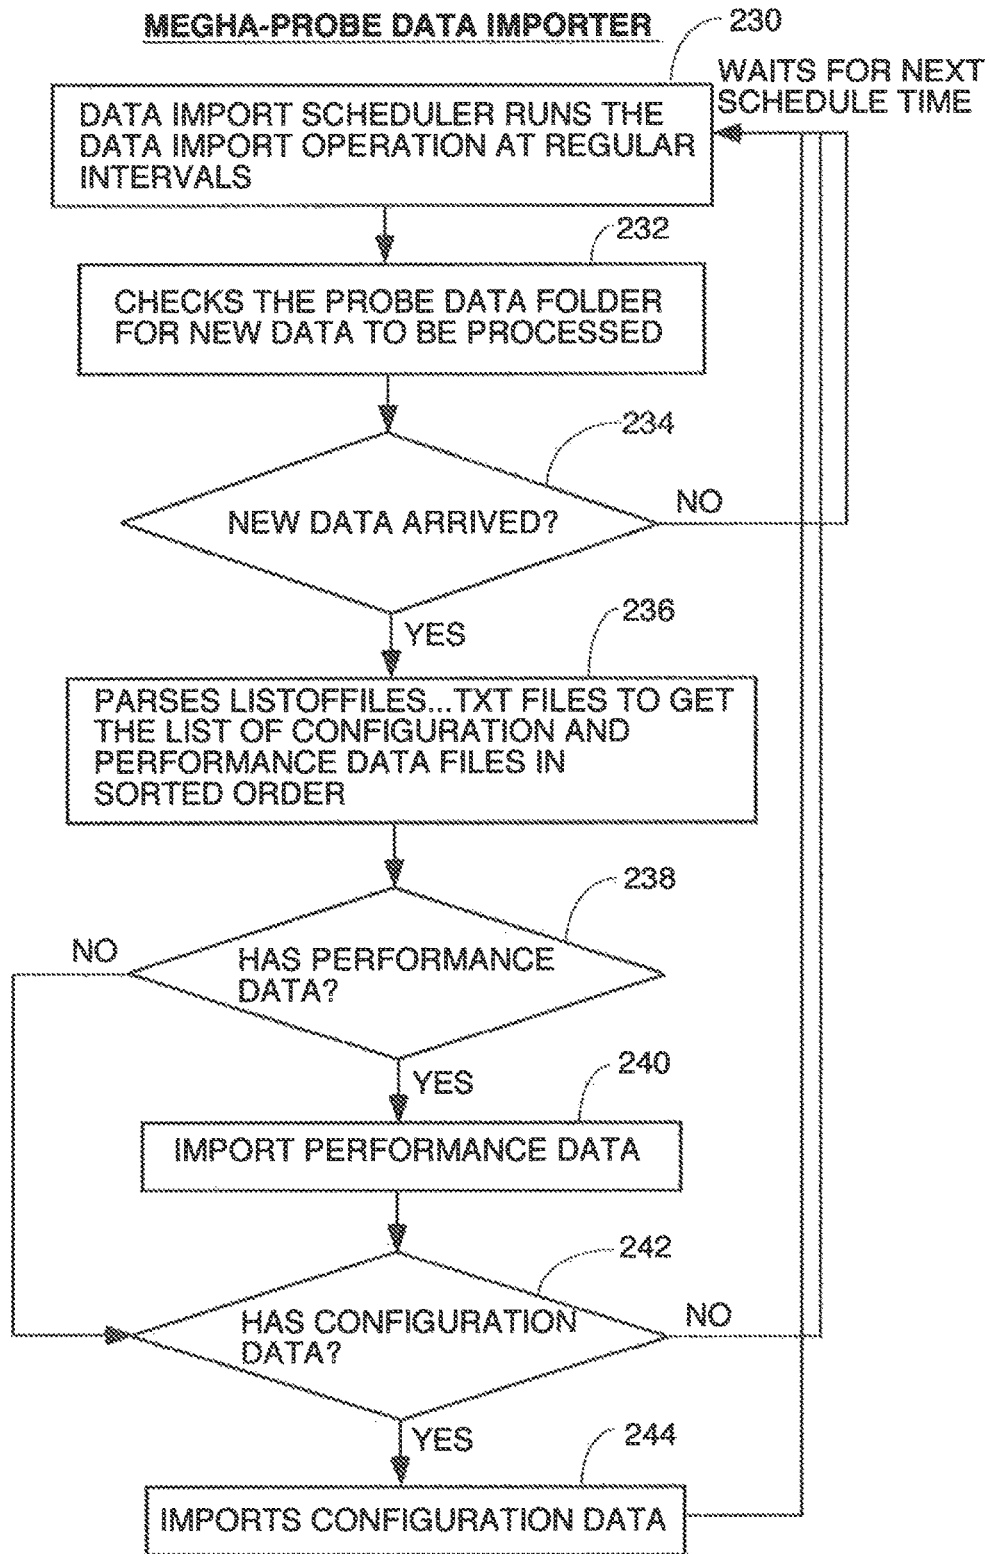 MEGHA-PROBE DATA IMPORTER
230
WAITS FOR NEXT
SCHEDULE TIME
DATA IMPORT SCHEDULER RUNS THE
DATA IMPORT OPERATION AT REGULAR
INTERVALS
232
CHECKS THE PROBE DATA FOLDER
FOR NEW DATA TO BE PROCESSED
234
NEW DATA ARRIVED?
NO
YES
236
PARSES LISTOFFILES...TXT FILES TO GET
THE LIST OF CONFIGURATION AND
PERFORMANCE DATA FILES IN
SORTED ORDER
238
NO
HAS PERFORMANCE
DATA?
YES
240
IMPORT PERFORMANCE DATA
242
HAS CONFIGURATION
DATA?
NO
YES
244
IMPORTS CONFIGURATION DATA